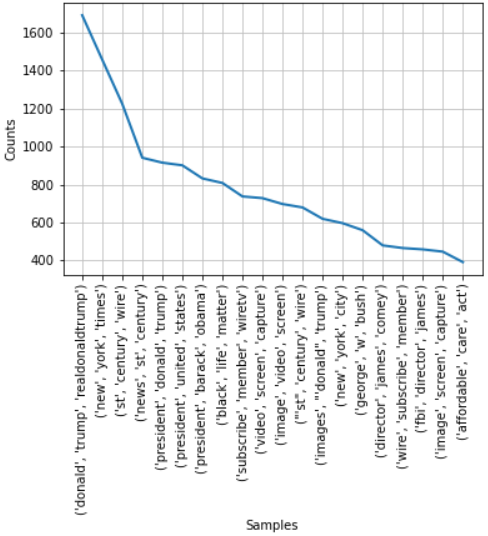 1600
1400
1200
1000
800
600
400
Counts
('donald', 'trump', 'realdonaldtrump')
('new', 'york', 'times')
('st', 'century', 'wire')
('news', 'st', 'century')
('president', 'donald', 'trump')
('president', 'united', 'states')
('president', 'barack', 'obama')
('black', 'life', 'matter')
('subscribe', 'member', 'wiretv')
('video', 'screen', 'capture')
('image', 'video', 'screen')
("'st", 'century', 'wire')
('images', "'donald", 'trump')
('new', 'york', 'city')
('george', 'w', 'bush')
('director', 'james', 'comey')
('wire', 'subscribe', 'member')
('fbi', 'director', 'james')
('image', 'screen', 'capture')
('affordable', 'care', 'act')
Samples